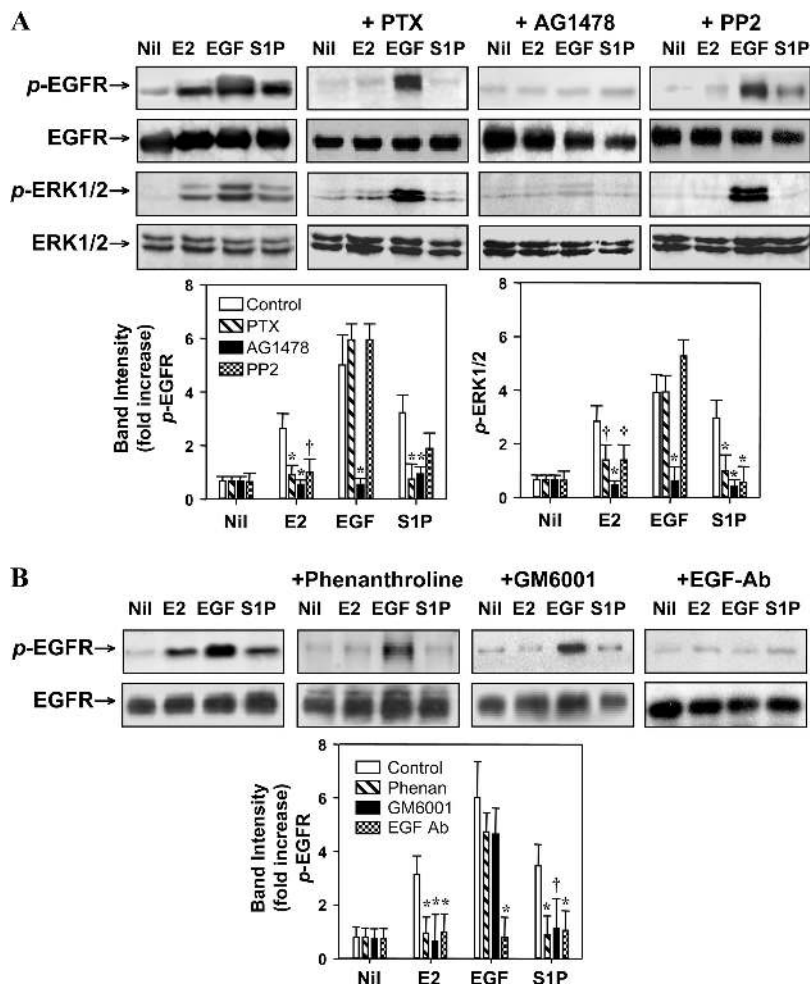 A
+ PTX + AG1478 + PP2
Nil E2 EGF S1P Nil E2 EGF S1P Nil E2 EGF S1P Nil E2 EGF S1P
p-EGFR→
EGFR→
p-ERK1/2→
ERK1/2→
Band Intensity
(fold increase)
p-EGFR
8
6
4
2
0
Control
PTX
AG1478
PP2
* * † * * *
Nil E2 EGF S1P
p-ERK1/2
8
6
4
2
0
† * ❖ * * * *
Nil E2 EGF S1P
B
+Phenanthroline +GM6001 +EGF-Ab
Nil E2 EGF S1P Nil E2 EGF S1P Nil E2 EGF S1P Nil E2 EGF S1P
p-EGFR→
EGFR→
Band Intensity
(fold increase)
p-EGFR
8
6
4
2
0
Control
Phenan
GM6001
EGF Ab
* * * * * † *
Nil E2 EGF S1P